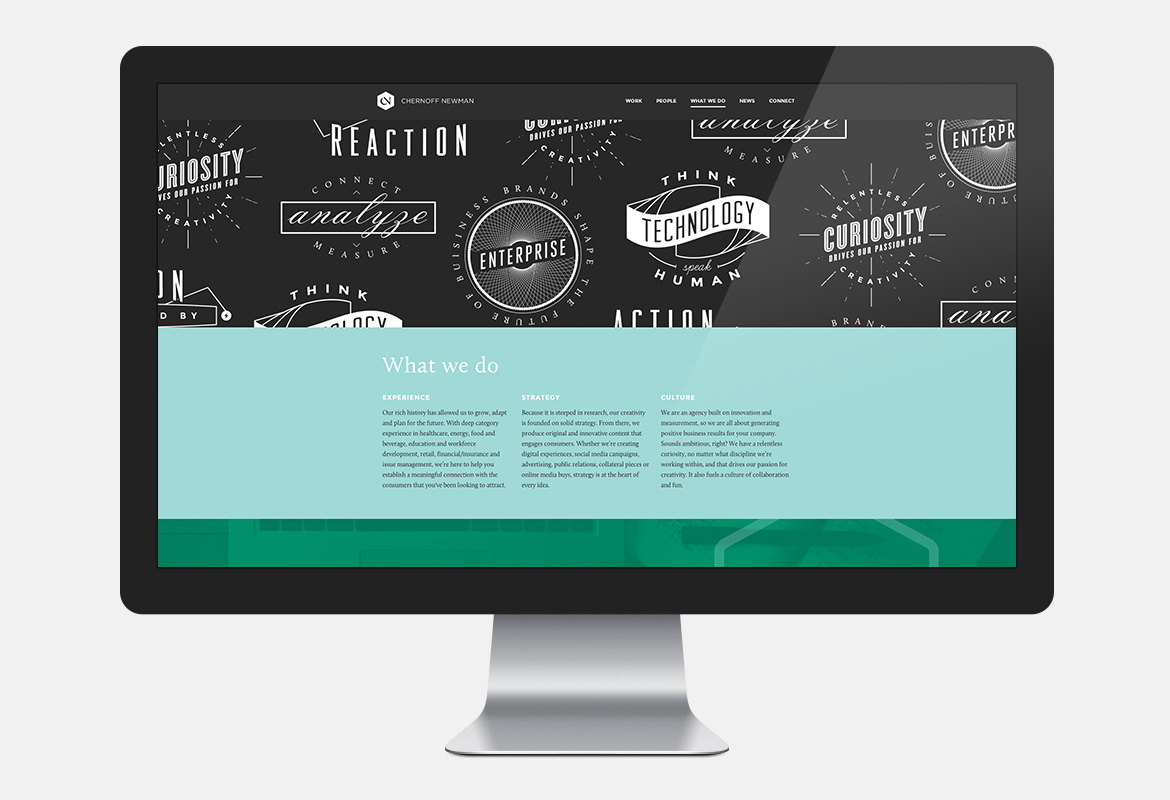 CN CHERNOFF NEWMAN
WORK PEOPLE WHAT WE DO NEWS CONNECT
REACTION
DRIVES OUR PASSION FOR
CREATIVITY
analyze
MEASURE
RELENTLESS
CURIOSITY
DRIVES OUR PASSION FOR
CREATIVITY
CONNECT
analyze
MEASURE
BRANDS SHAPE THE FUTURE OF BUISINESS
ENTERPRISE
THINK
TECHNOLOGY
speak
HUMAN
D BY
THINK
ACTION
What we do
EXPERIENCE
Our rich history has allowed us to grow, adapt
and plan for the future. With deep category
experience in healthcare, energy, food and
beverage, education and workforce
development, retail, financial/insurance and
issue management, we're here to help you
establish a meaningful connection with the
consumers that you've been looking to attract.
STRATEGY
Because it is steeped in research, our creativity
is founded on solid strategy. From there, we
produce original and innovative content that
engages consumers. Whether we're creating
digital experiences, social media campaigns,
advertising, public relations, collateral pieces or
online media buys, strategy is at the heart of
every idea.
CULTURE
We are an agency built on innovation and
measurement, so we are all about generating
positive business results for your company.
Sounds ambitious, right? We have a relentless
curiosity, no matter what discipline we're
working within, and that drives our passion for
creativity. It also fuels a culture of collaboration
and fun.